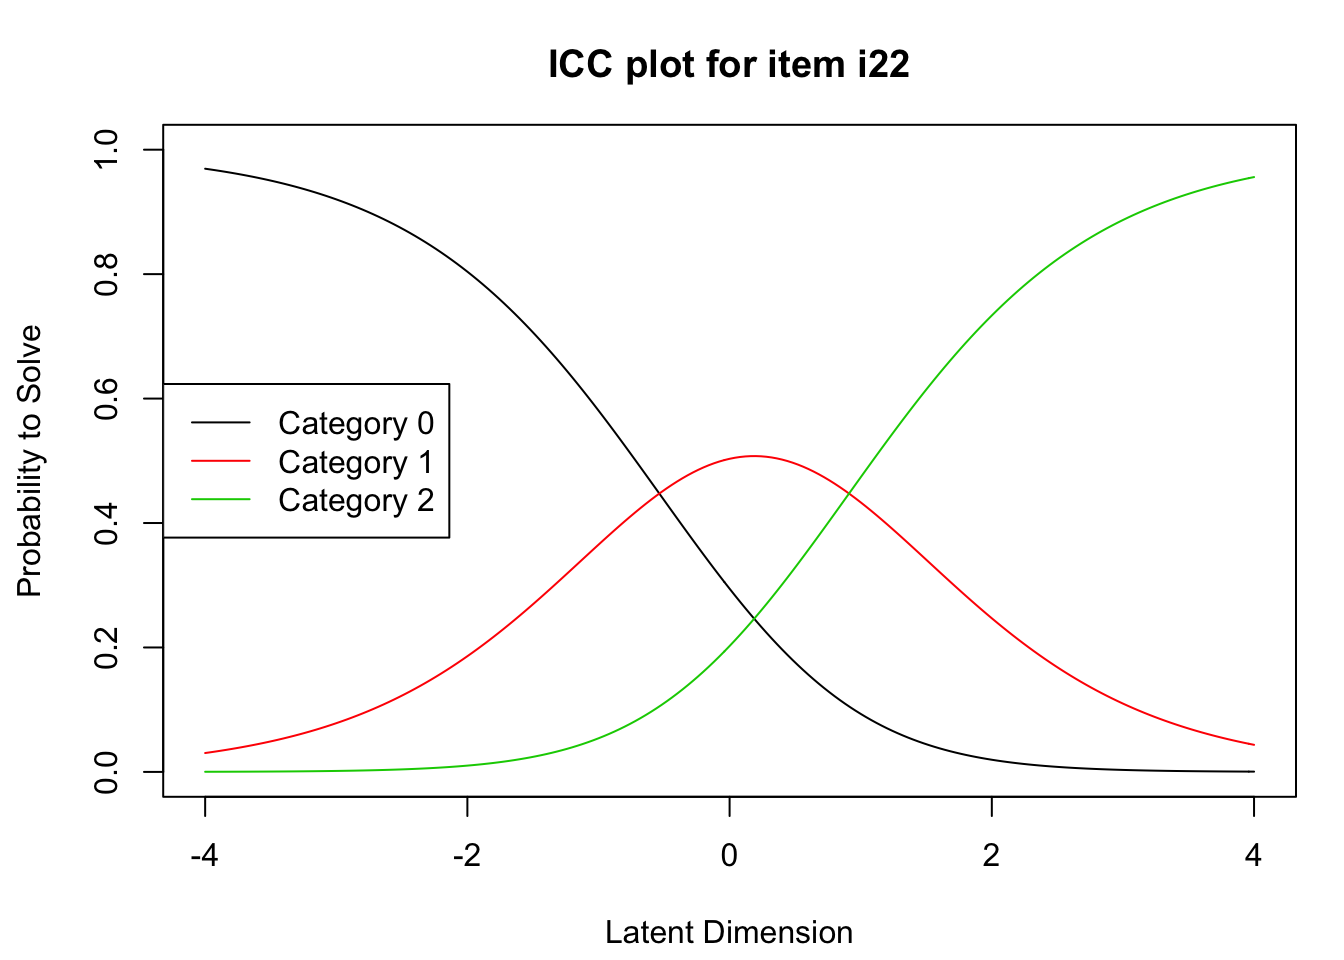 ICC plot for item i22
Probability to Solve
1.0
0.8
0.6
0.4
0.2
0.0
Category 0
Category 1
Category 2
-4
-2
0
2
4
Latent Dimension